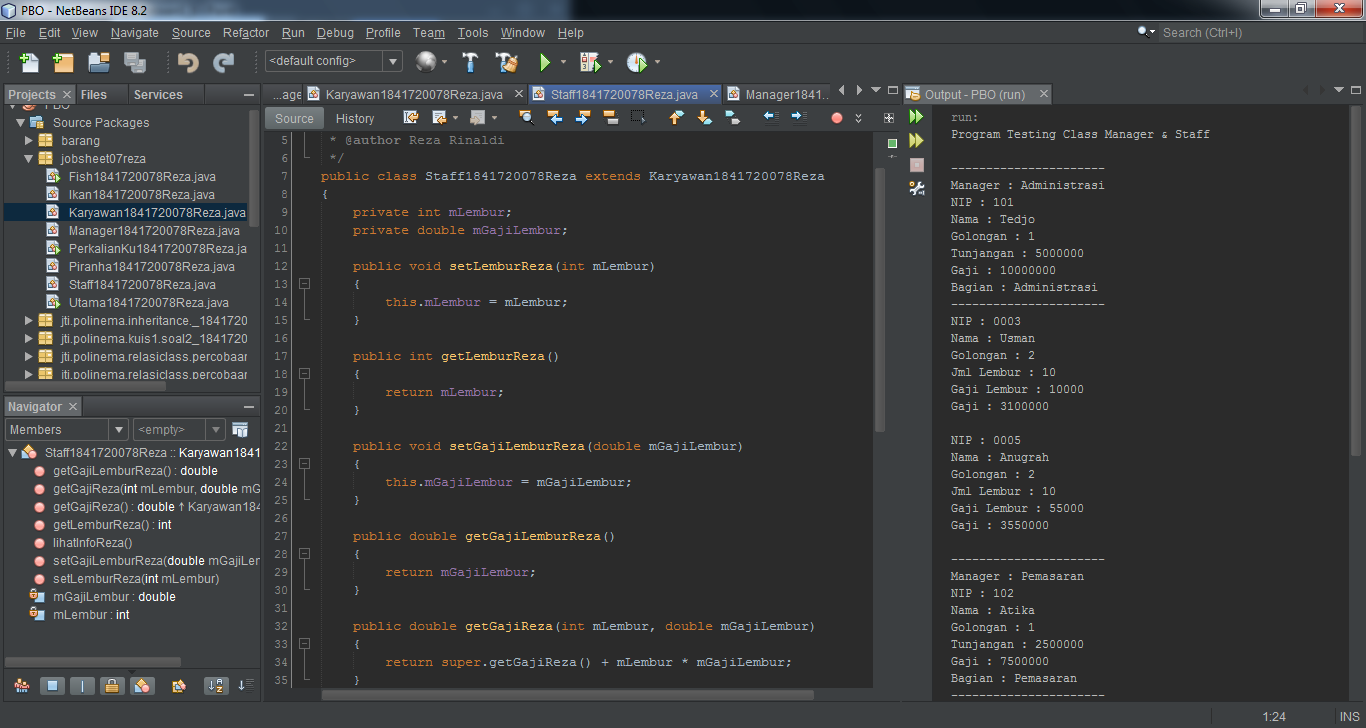 PBO - NetBeans IDE 8.2
File Edit View Navigate Source Refactor Run Debug Profile Team Tools Window Help
Search (Ctrl+I)
<default config>
Projects Files Services
PBO
Source Packages
barang
jobsheet07reza
Fish1841720078Reza.java
Ikan1841720078Reza.java
Karyawan1841720078Reza.java
Manager1841720078Reza.java
PerkalianKu1841720078Reza.ja
Piranha1841720078Reza.java
Staff1841720078Reza.java
Utama1841720078Reza.java
jti.polinema.inheritance._1841720
jti.polinema.kuis1.soal2_1841720
jti.polinema.relasiclass.percobaar
jti.polinema.relasiclass.percobaar
Navigator
Members
<empty>
Staff1841720078Reza :: Karyawan1841
getGajiLemburReza() : double
getGajiReza(int mLembur, double mG
getGajiReza() : double ↑ Karyawan184
getLemburReza() : int
lihatInfoReza()
setGajiLemburReza(double mGajiLer
setLemburReza(int mLembur)
mGajiLembur : double
mLembur : int
...age Karyawan1841720078Reza.java Staff1841720078Reza.java Manager1841...
Source History
5 * @author Reza Rinaldi
6 */
7 public class Staff1841720078Reza extends Karyawan1841720078Reza
8 {
9 private int mLembur;
10 private double mGajiLembur;
11
12 public void setLemburReza(int mLembur)
13 {
14 this.mLembur = mLembur;
15 }
16
17 public int getLemburReza()
18 {
19 return mLembur;
20 }
21
22 public void setGajiLemburReza(double mGajiLembur)
23 {
24 this.mGajiLembur = mGajiLembur;
25 }
26
27 public double getGajiLemburReza()
28 {
29 return mGajiLembur;
30 }
31
32 public double getGajiReza(int mLembur, double mGajiLembur)
33 {
34 return super.getGajiReza() + mLembur * mGajiLembur;
35 }
Output - PBO (run)
run:
Program Testing Class Manager & Staff
----------------------
Manager : Administrasi
NIP : 101
Nama : Tedjo
Golongan : 1
Tunjangan : 5000000
Gaji : 10000000
Bagian : Administrasi
----------------------
NIP : 0003
Nama : Usman
Golongan : 2
Jml Lembur : 10
Gaji Lembur : 10000
Gaji : 3100000
NIP : 0005
Nama : Anugrah
Golongan : 2
Jml Lembur : 10
Gaji Lembur : 55000
Gaji : 3550000
----------------------
Manager : Pemasaran
NIP : 102
Nama : Atika
Golongan : 1
Tunjangan : 2500000
Gaji : 7500000
Bagian : Pemasaran
----------------------
1:24 INS